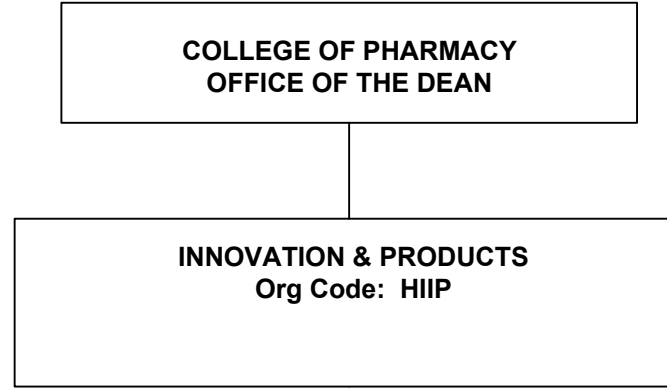 COLLEGE OF PHARMACY
OFFICE OF THE DEAN
INNOVATION & PRODUCTS
Org Code: HIIP